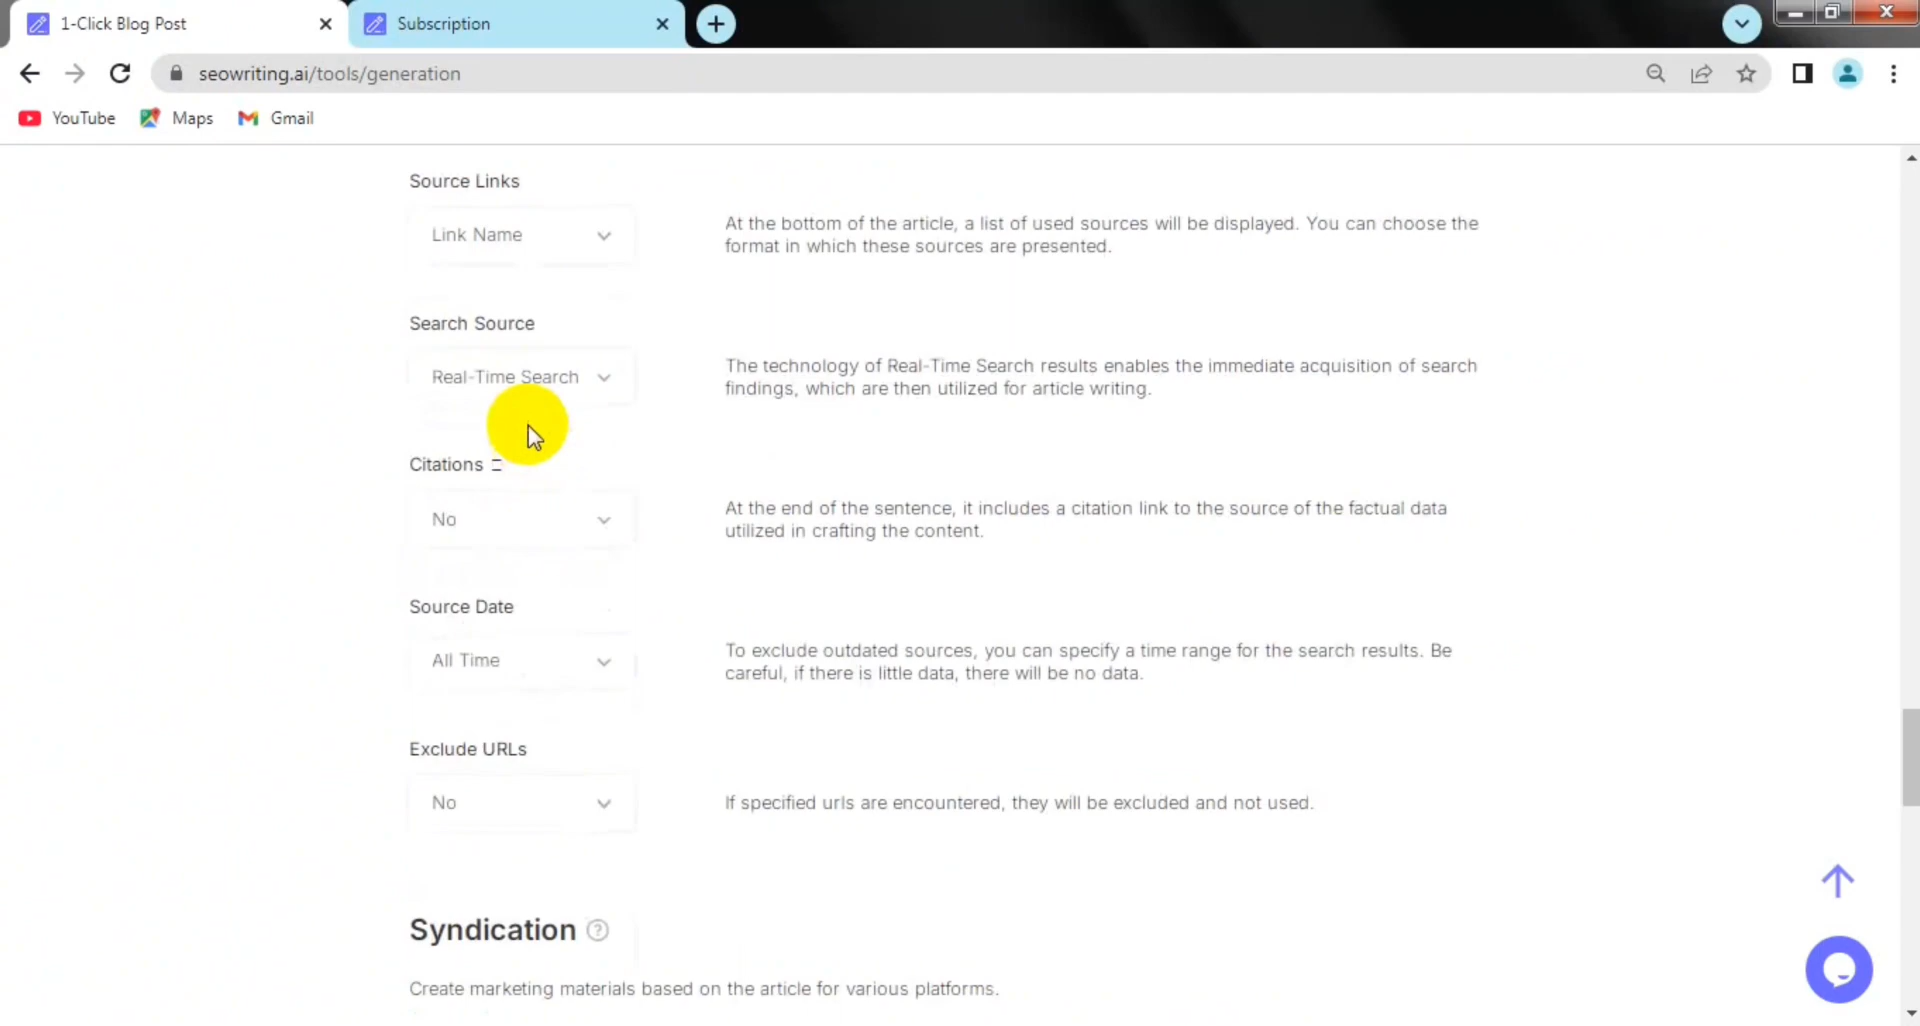 1-Click Blog Post
Subscription
seowriting.ai/tools/generation
YouTube
Maps
Gmail
Source Links
Link Name
At the bottom of the article, a list of used sources will be displayed. You can choose the
format in which these sources are presented.
Search Source
Real-Time Search
The technology of Real-Time Search results enables the immediate acquisition of search
findings, which are then utilized for article writing.
Citations
No
At the end of the sentence, it includes a citation link to the source of the factual data
utilized in crafting the content.
Source Date
All Time
To exclude outdated sources, you can specify a time range for the search results. Be
careful, if there is little data, there will be no data.
Exclude URLs
No
If specified urls are encountered, they will be excluded and not used.
Syndication ?
Create marketing materials based on the article for various platforms.